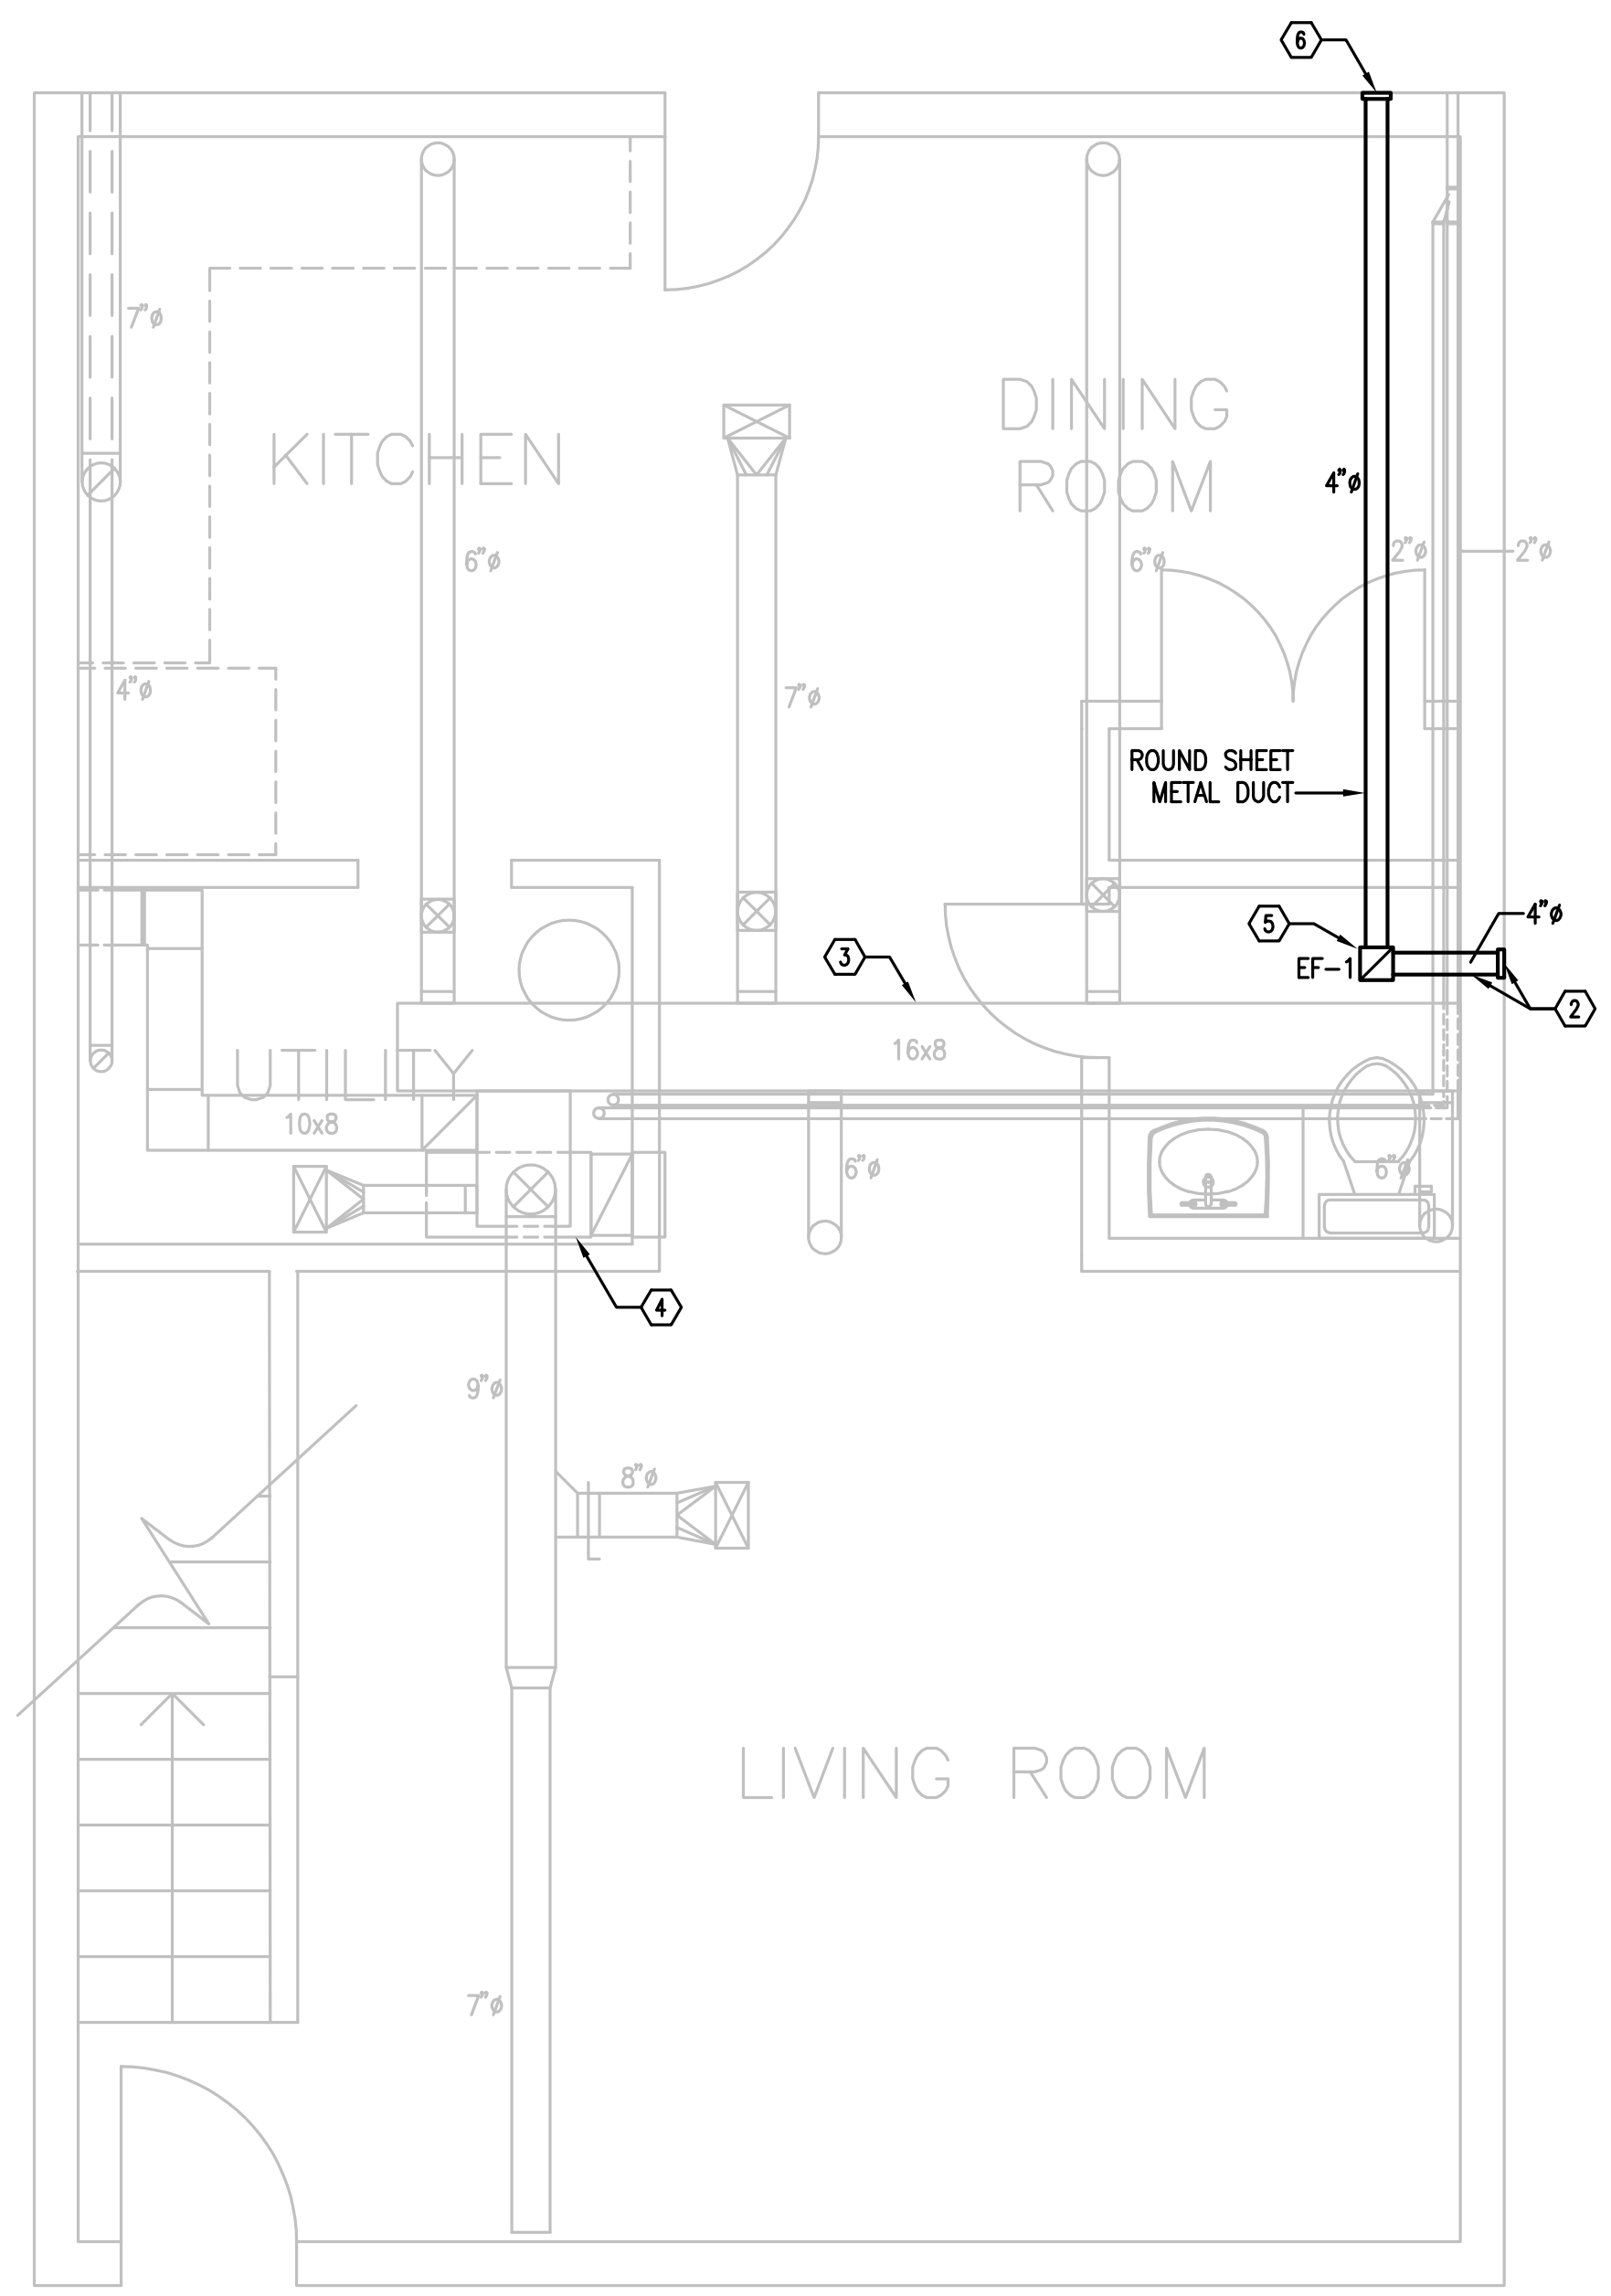 6
7"ø
DINING
KITCHEN
ROOM
4"ø
6"ø
6"ø
2"ø
2"ø
4"ø
7"ø
ROUND SHEET
METAL DUCT
5
4"ø
3
EF-1
2
16x8
UTILITY
10x8
6"ø
6"ø
4
9"ø
8"ø
LIVING ROOM
7"ø